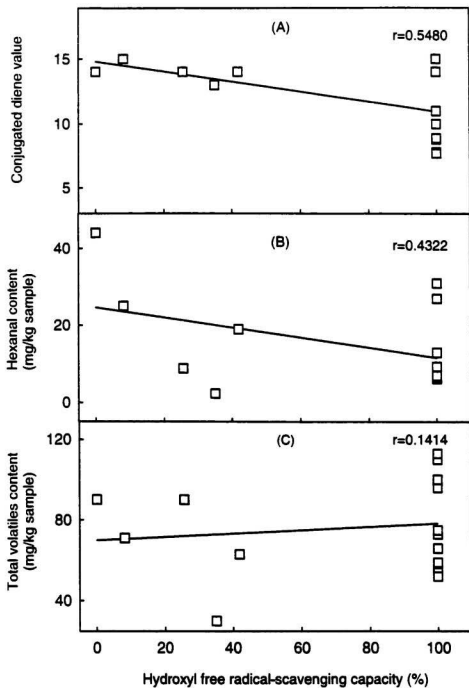 (A)
r=0.5480
Conjugated diene value
15
10
5
(B)
r=0.4322
Hexanal content
(mg/kg sample)
40
20
0
(C)
r=0.1414
Total volatiles content
(mg/kg sample)
120
80
40
0 20 40 60 80 100
Hydroxyl free radical-scavenging capacity (%)